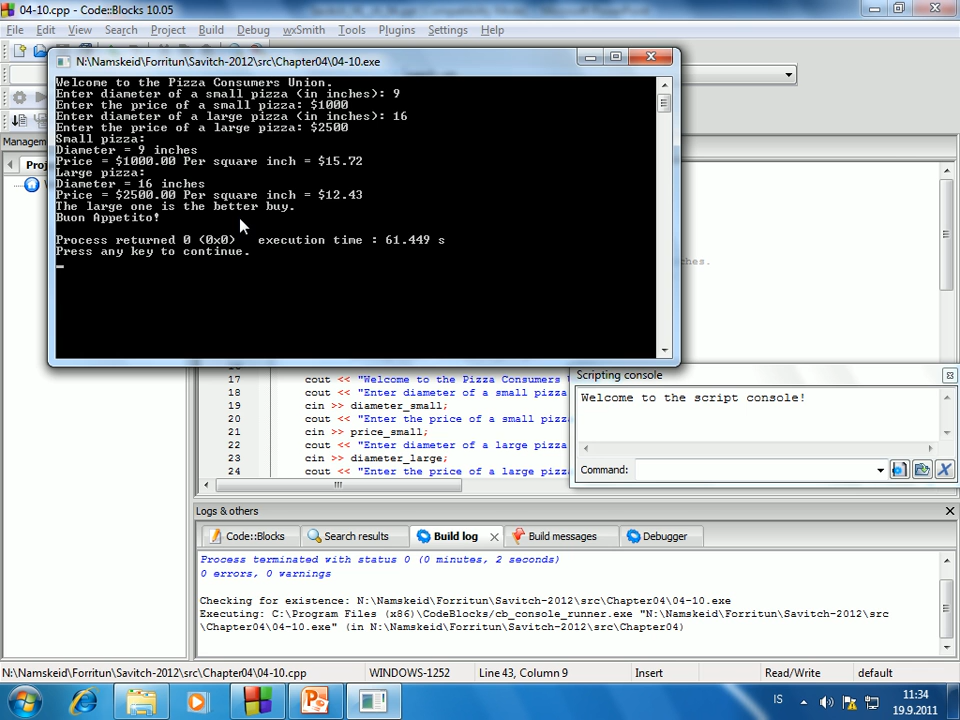 04-10.cpp - Code::Blocks 10.05
File Edit View Search Project Build Debug wxSmith Tools Plugins Settings Help
N:\Namskeid\Forritun\Savitch-2012\src\Chapter04\04-10.exe
Welcome to the Pizza Consumers Union.
Enter diameter of a small pizza (in inches): 9
Enter the price of a small pizza: $1000
Enter diameter of a large pizza (in inches): 16
Enter the price of a large pizza: $2500
Small pizza:
Diameter = 9 inches
Price = $1000.00 Per square inch = $15.72
Large pizza:
Diameter = 16 inches
Price = $2500.00 Per square inch = $12.43
The large one is the better buy.
Buon Appetito!
Process returned 0 (0x0)   execution time : 61.449 s
Press any key to continue.
Managem
Proj
ches.
17 cout << "Welcome to the Pizza Consumers U
18 cout << "Enter diameter of a small pizza
19 cin >> diameter_small;
20 cout << "Enter the price of a small pizz
21 cin >> price_small;
22 cout << "Enter diameter of a large pizza
23 cin >> diameter_large;
24 cout << "Enter the price of a large pizz
Scripting console
Welcome to the script console!
Command:
Logs & others
Code::Blocks Search results Build log Build messages Debugger
Process terminated with status 0 (0 minutes, 2 seconds)
0 errors, 0 warnings
Checking for existence: N:\Namskeid\Forritun\Savitch-2012\src\Chapter04\04-10.exe
Executing: C:\Program Files (x86)\CodeBlocks/cb_console_runner.exe "N:\Namskeid\Forritun\Savitch-2012\src
\Chapter04\04-10.exe" (in N:\Namskeid\Forritun\Savitch-2012\src\Chapter04)
N:\Namskeid\Forritun\Savitch-2012\src\Chapter04\04-10.cpp WINDOWS-1252 Line 43, Column 9 Insert Read/Write default
IS 11:34
19.9.2011